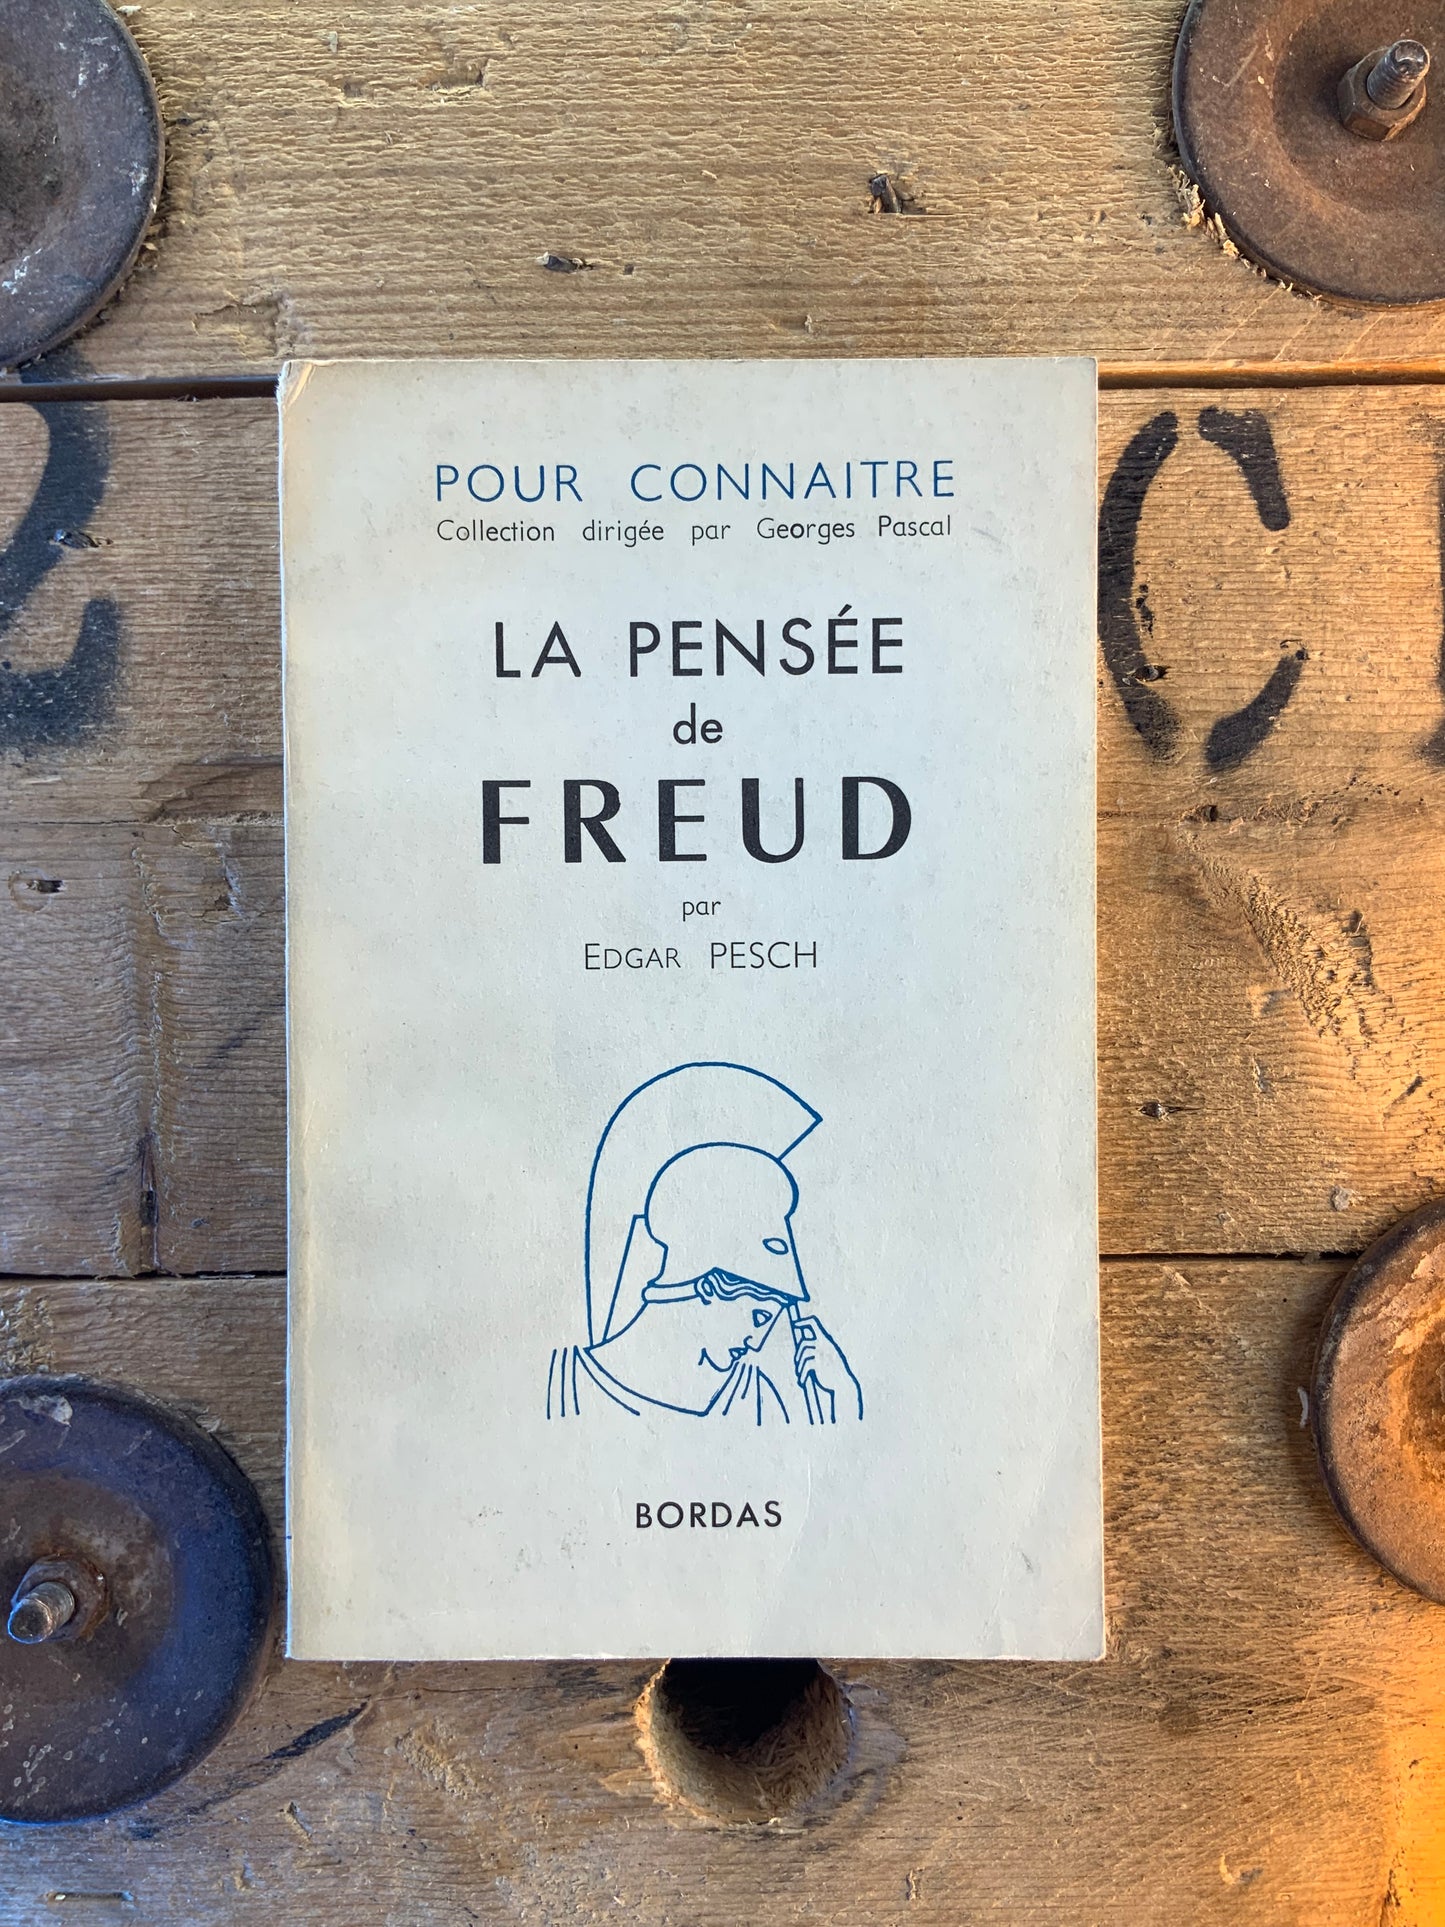 POUR CONNAITRE
Collection dirigée par Georges Pascal
LA PENSÉE
de
FREUD
par
EDGAR PESCH
BORDAS